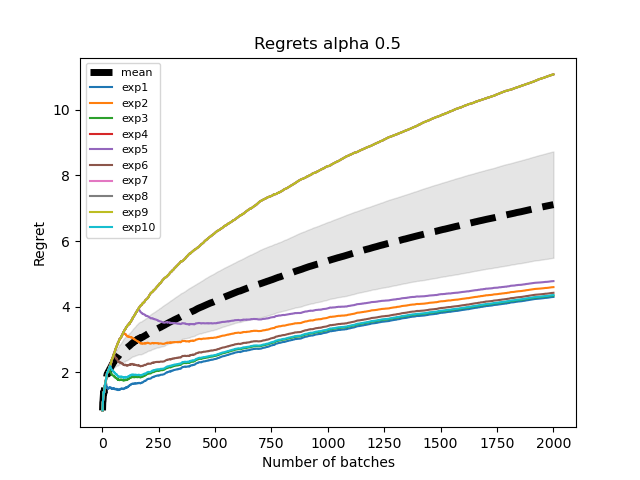 Regrets alpha 0.5
mean
exp1
exp2
exp3
exp4
exp5
exp6
exp7
exp8
exp9
exp10
Regret
10
8
6
4
2
0
250
500
750
1000
1250
1500
1750
2000
Number of batches